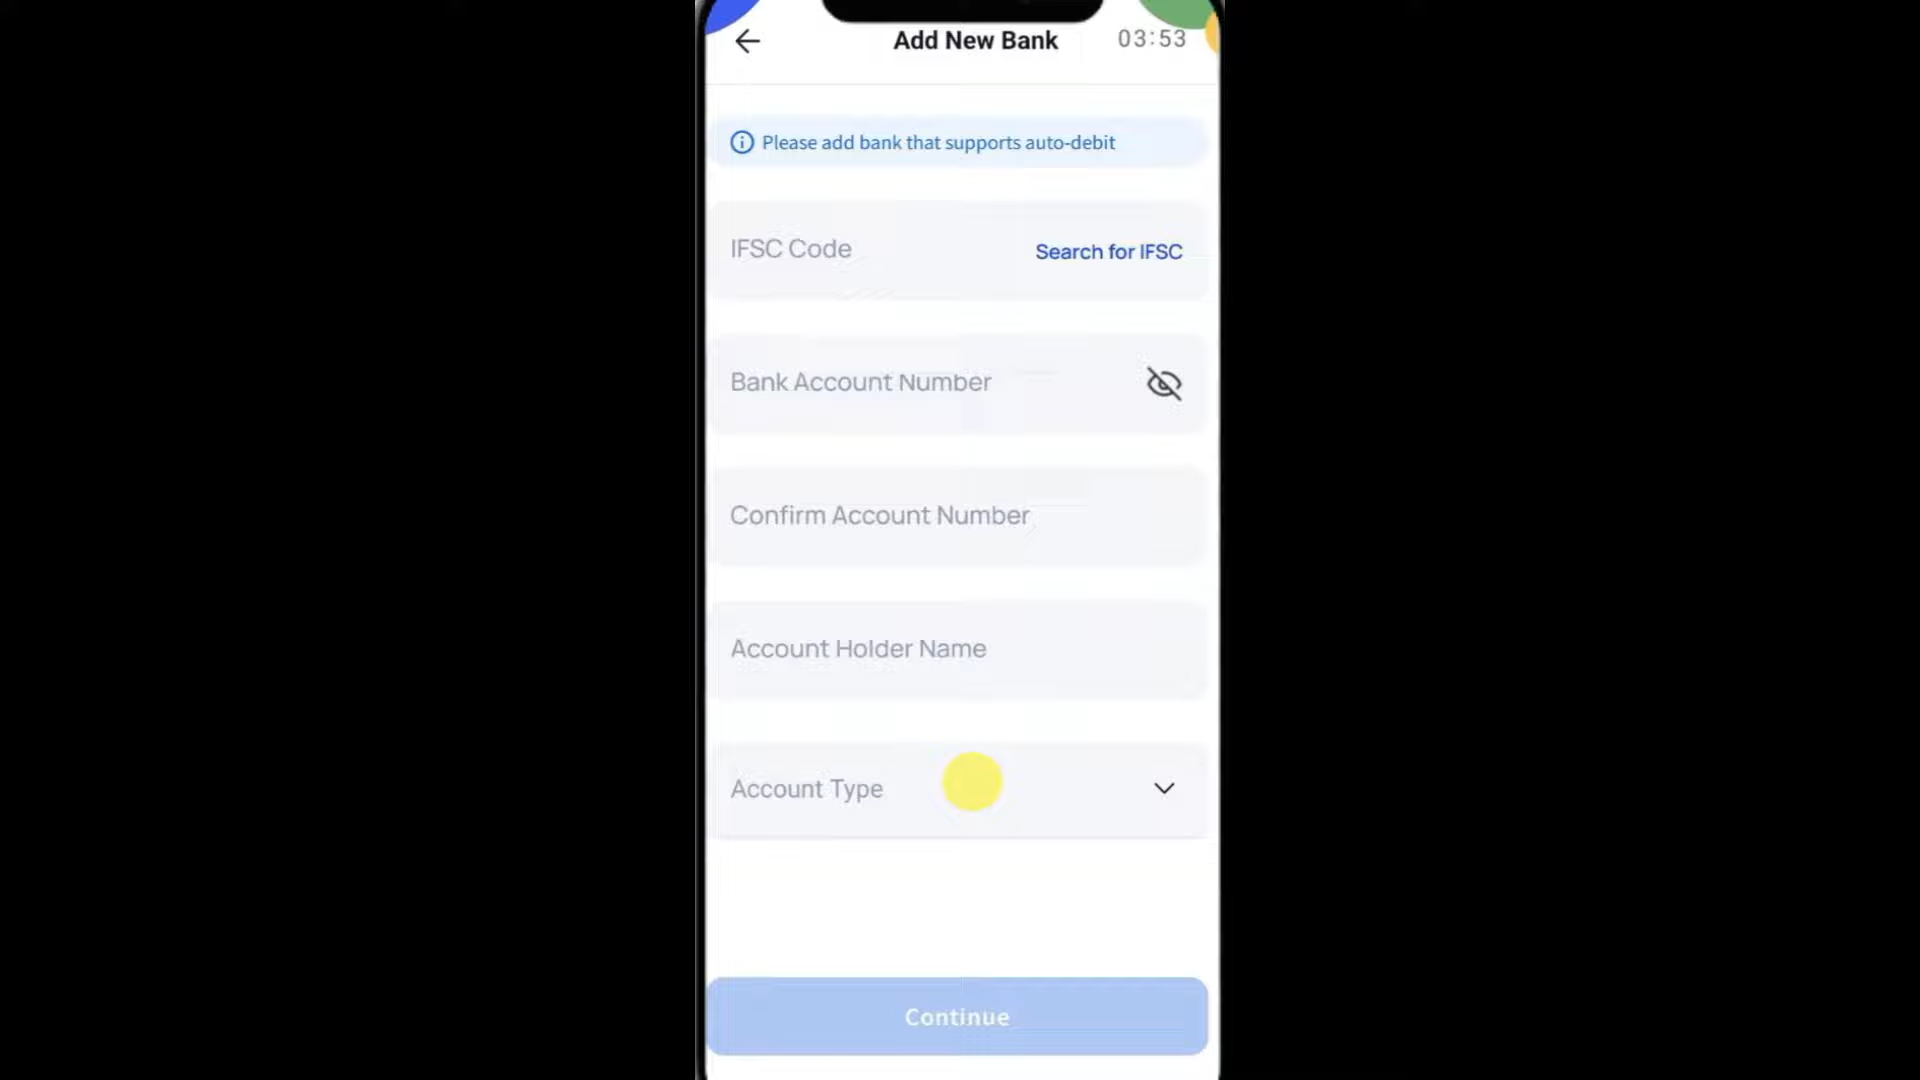 Add New Bank 03:53
Please add bank that supports auto-debit
IFSC Code Search for IFSC
Bank Account Number
Confirm Account Number
Account Holder Name
Account Type
Continue